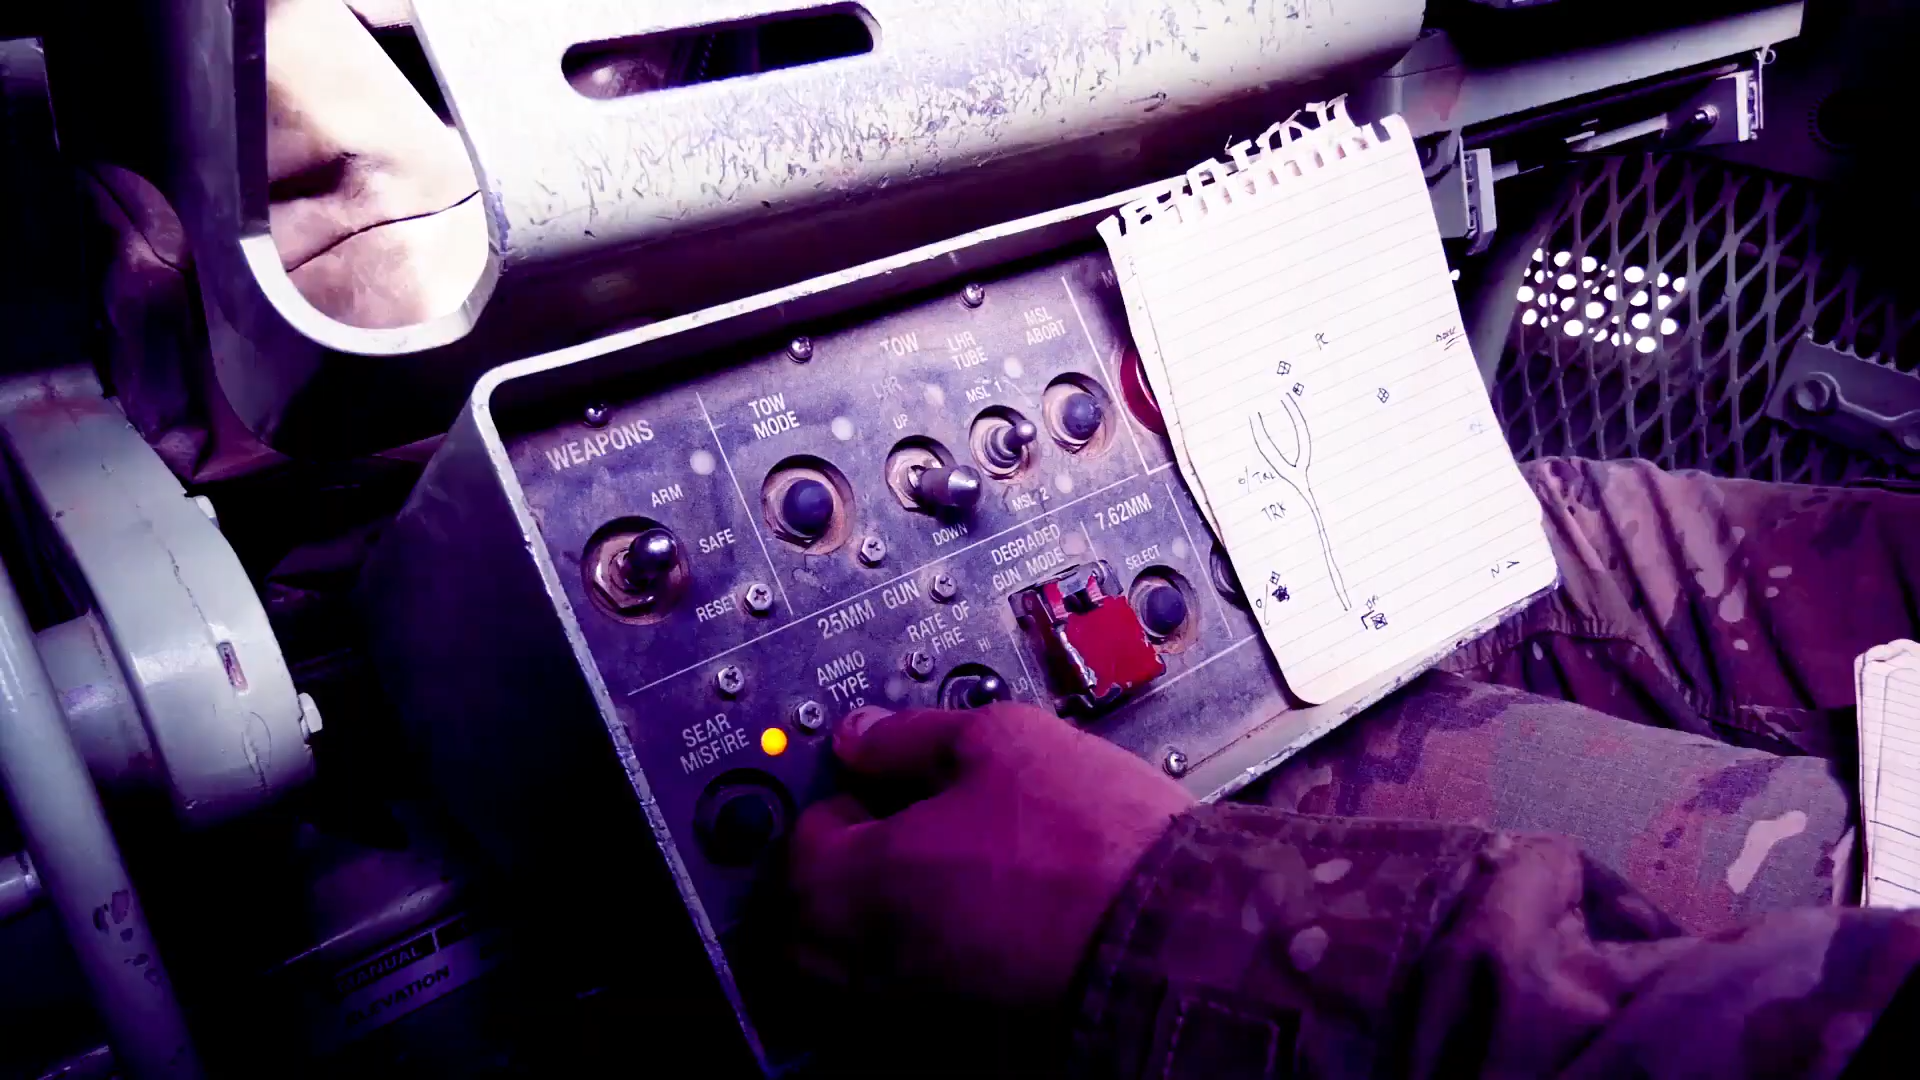 WEAPONS
ARM
SAFE
RESET
TOW
MODE
TOW
LHR
UP
DOWN
LHR
TUBE
MSL 1
MSL 2
MSL
ABORT
25MM GUN
SEAR
MISFIRE
AMMO
TYPE
AP
RATE OF
FIRE
HI
LO
DEGRADED
GUN MODE
7.62MM
SELECT
TRK
MANUAL
ELEVATION